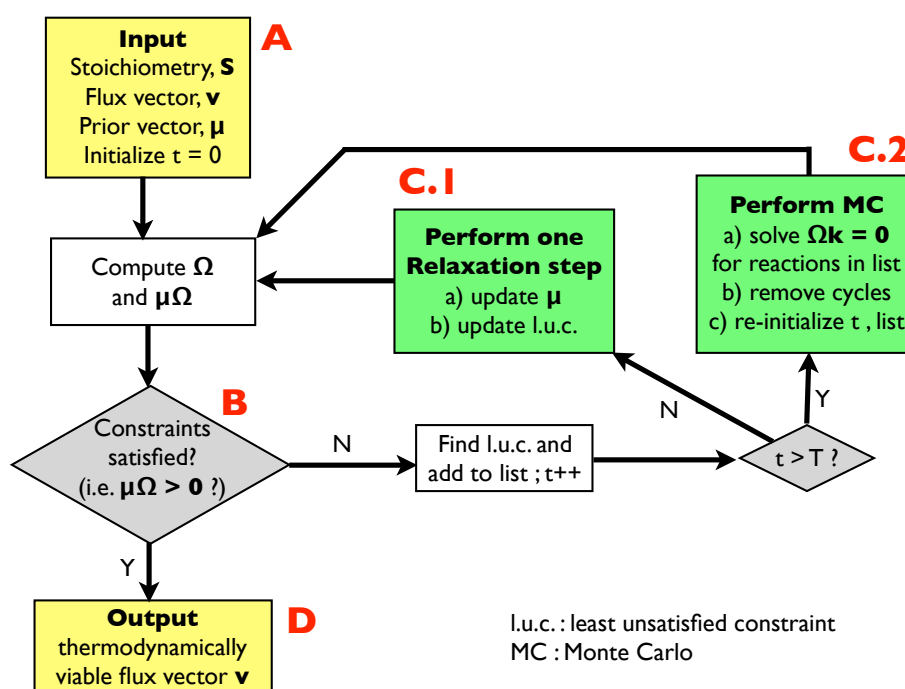 A
Input
Stoichiometry, S
Flux vector, v
Prior vector, μ
Initialize t = 0
C.1
C.2
Compute Ω
and μΩ
Perform one
Relaxation step
a) update μ
b) update l.u.c.
Perform MC
a) solve Ωk = 0
for reactions in list
b) remove cycles
c) re-initialize t , list
B
Constraints
satisfied?
(i.e. μΩ > 0 ?)
N
Find l.u.c. and
add to list ; t++
t > T ?
N
Y
Y
D
Output
thermodynamically
viable flux vector v
l.u.c. : least unsatisfied constraint
MC : Monte Carlo